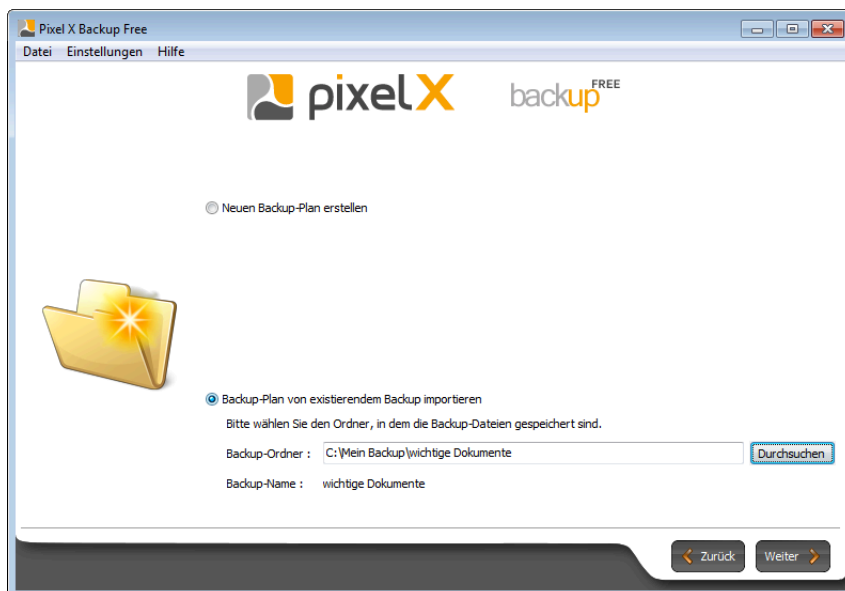 Pixel X Backup Free
Datei Einstellungen Hilfe
pixelX backup FREE
Neuen Backup-Plan erstellen
Backup-Plan von existierendem Backup importieren
Bitte wählen Sie den Ordner, in dem die Backup-Dateien gespeichert sind.
Backup-Ordner : C:\Mein Backup\wichtige Dokumente Durchsuchen
Backup-Name : wichtige Dokumente
Zurück Weiter